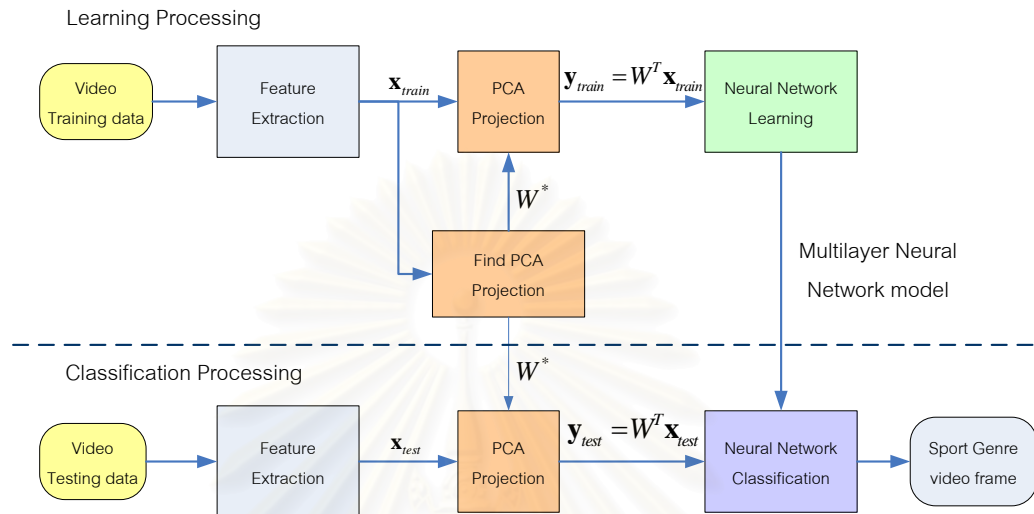 Learning Processing
Video
Training data
Feature
Extraction
𝐱_train
PCA
Projection
𝐲_train = W^T 𝐱_train
Neural Network
Learning
W^*
Find PCA
Projection
Multilayer Neural
Network model
W^*
Classification Processing
Video
Testing data
Feature
Extraction
𝐱_test
PCA
Projection
𝐲_test = W^T 𝐱_test
Neural Network
Classification
Sport Genre
video frame